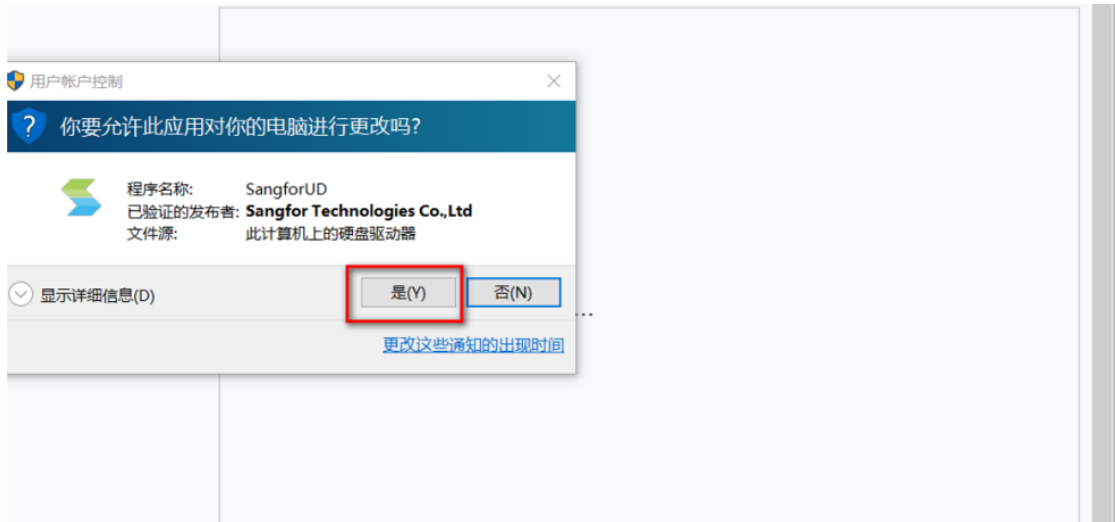 用户帐户控制
你要允许此应用对你的电脑进行更改吗?
程序名称: SangforUD
已验证的发布者: Sangfor Technologies Co.,Ltd
文件源: 此计算机上的硬盘驱动器
显示详细信息(D) 是(Y) 否(N)
...
更改这些通知的出现时间